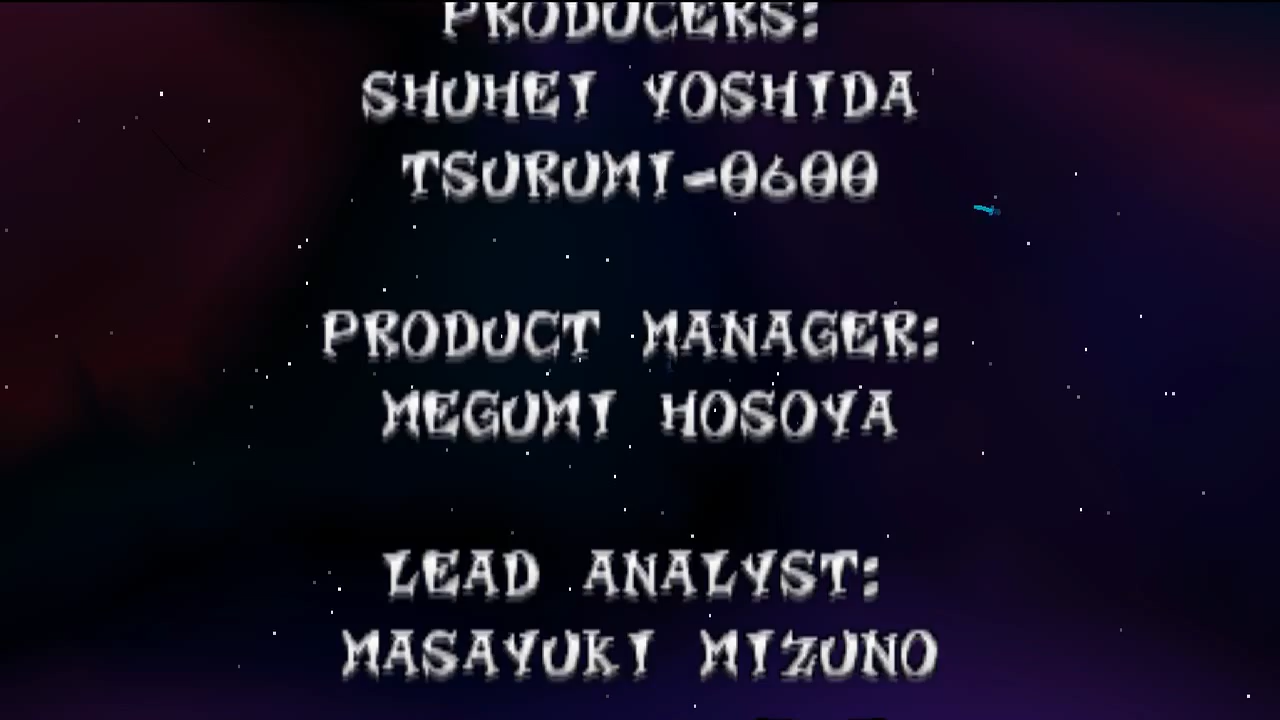 PRODUCERS:
SHUHEI YOSHIDA
TSURUMI-0600
PRODUCT MANAGER:
MEGUMI HOSOYA
LEAD ANALYST:
MASAYUKI MIZUNO